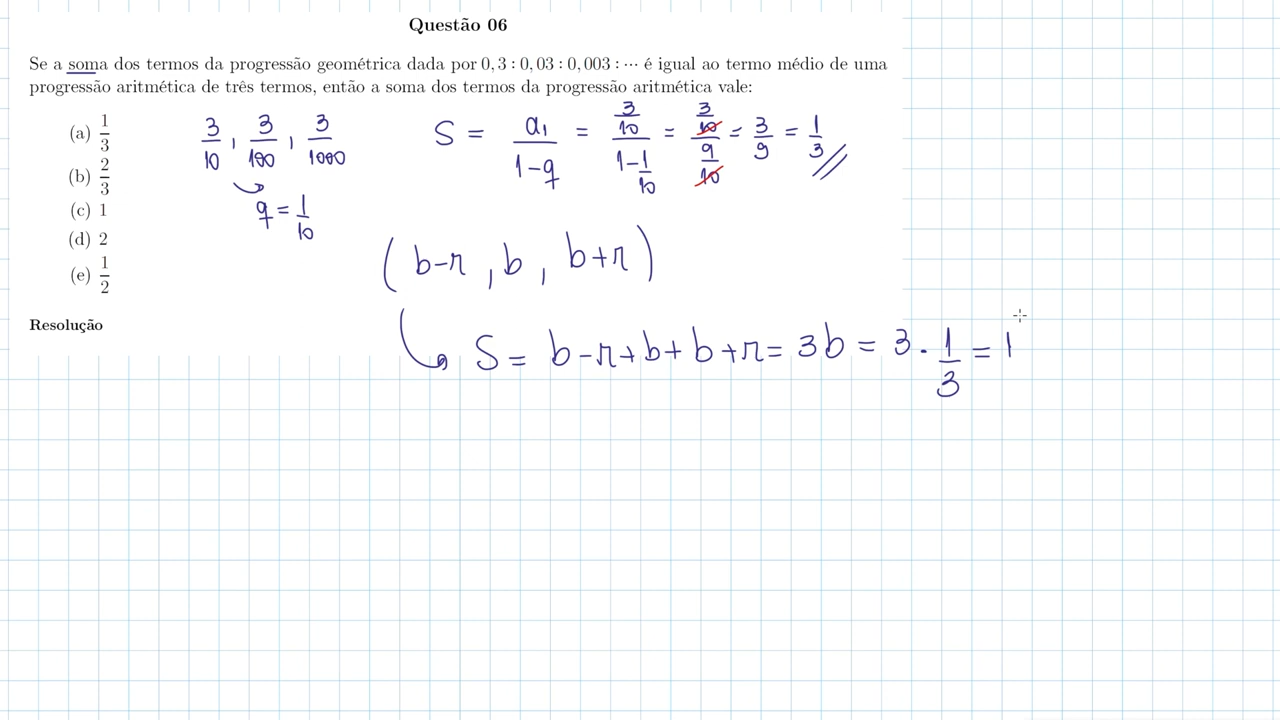 Questão 06
Se a soma dos termos da progressão geométrica dada por 0, 3 : 0, 03 : 0, 003 : ⋯ é igual ao termo médio de uma
progressão aritmética de três termos, então a soma dos termos da progressão aritmética vale:
(a) 1/3
(b) 2/3
(c) 1
(d) 2
(e) 1/2
3/10 , 3/100 , 3/1000
q = 1/10
S = a₁/(1-q) = (3/10)/(1-1/10) = (3/10)/(9/10) = 3/9 = 1/3 //
(b-r , b , b+r)
S = b-r+b+b+r = 3b = 3 · 1/3 = 1
Resolução